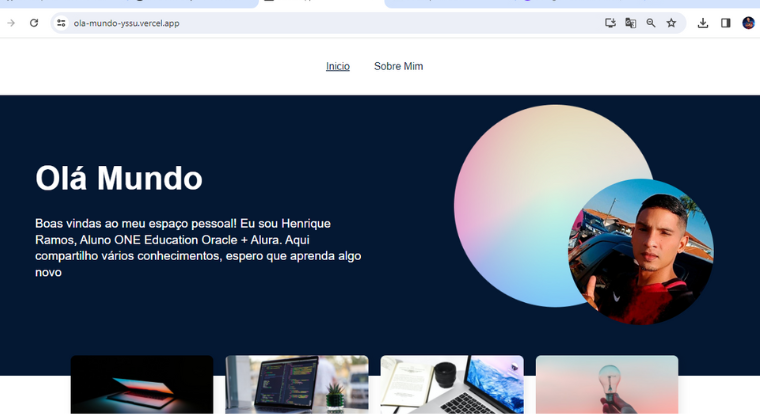 ola-mundo-yssu.vercel.app
Inicio Sobre Mim
Olá Mundo
Boas vindas ao meu espaço pessoal! Eu sou Henrique
Ramos, Aluno ONE Education Oracle + Alura. Aqui
compartilho vários conhecimentos, espero que aprenda algo
novo